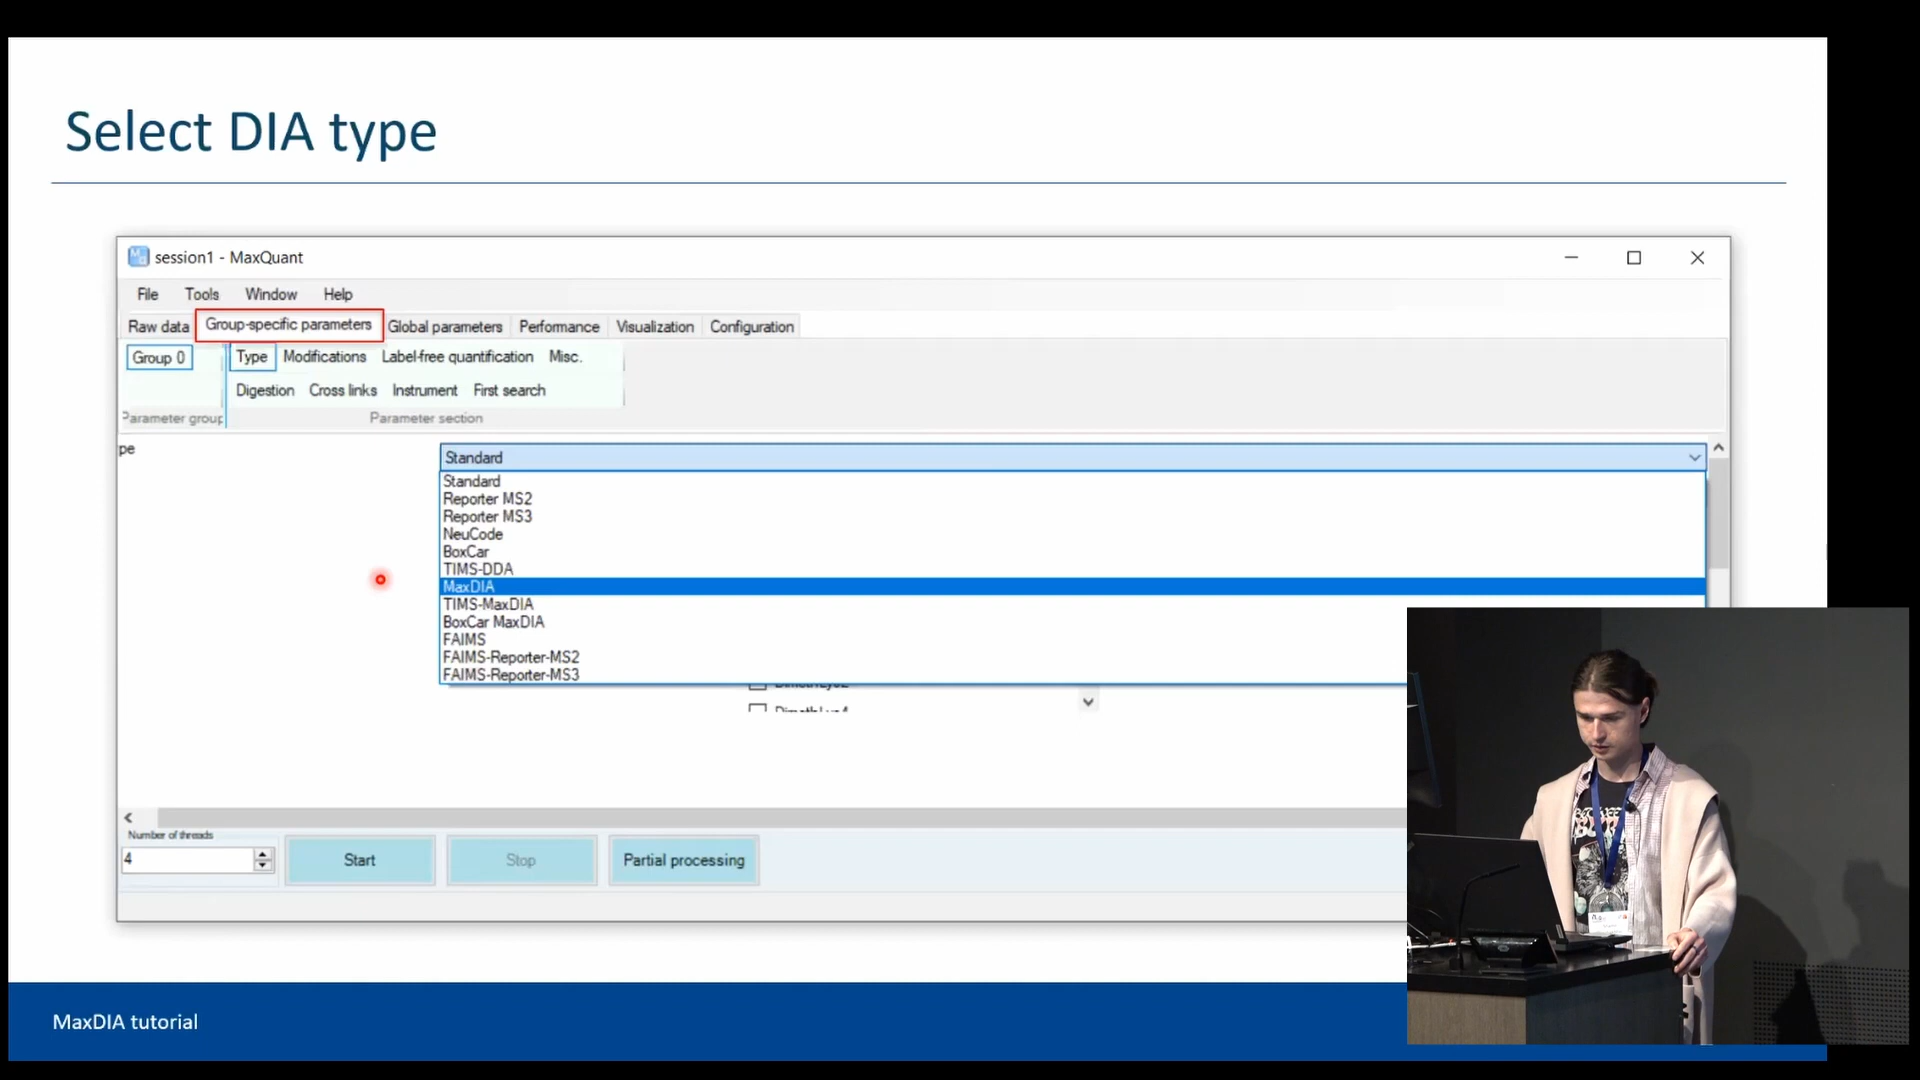 Select DIA type
session1 - MaxQuant
File Tools Window Help
Raw data Group-specific parameters Global parameters Performance Visualization Configuration
Group 0 Type Modifications Label-free quantification Misc.
Digestion Cross links Instrument First search
Parameter group Parameter section
pe Standard
Standard
Reporter MS2
Reporter MS3
NeuCode
BoxCar
TIMS-DDA
MaxDIA
TIMS-MaxDIA
BoxCar MaxDIA
FAIMS
FAIMS-Reporter-MS2
FAIMS-Reporter-MS3
Number of threads
4 Start Stop Partial processing
MaxDIA tutorial